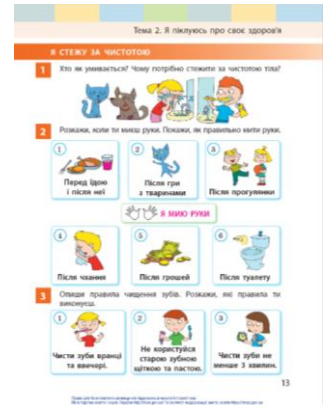 Тема 2. Я піклуюсь про своє здоров'я
Я СТЕЖУ ЗА ЧИСТОТОЮ
1 Хто як умивається? Чому потрібно стежити за чистотою тіла?
2 Розкажи, коли ти миєш руки. Покажи, як правильно мити руки.
1
Перед їдою
і після неї
2
Після гри
з тваринами
3
Після прогулянки
Я МИЮ РУКИ
4
Після чхання
5
Після грошей
6
Після туалету
3 Опиши правила чищення зубів. Розкажи, які правила ти
виконуєш.
1
Чисти зуби вранці
та ввечері.
2
Не користуйся
старою зубною
щіткою та пастою.
3
Чисти зуби не
менше 3 хвилин.
13